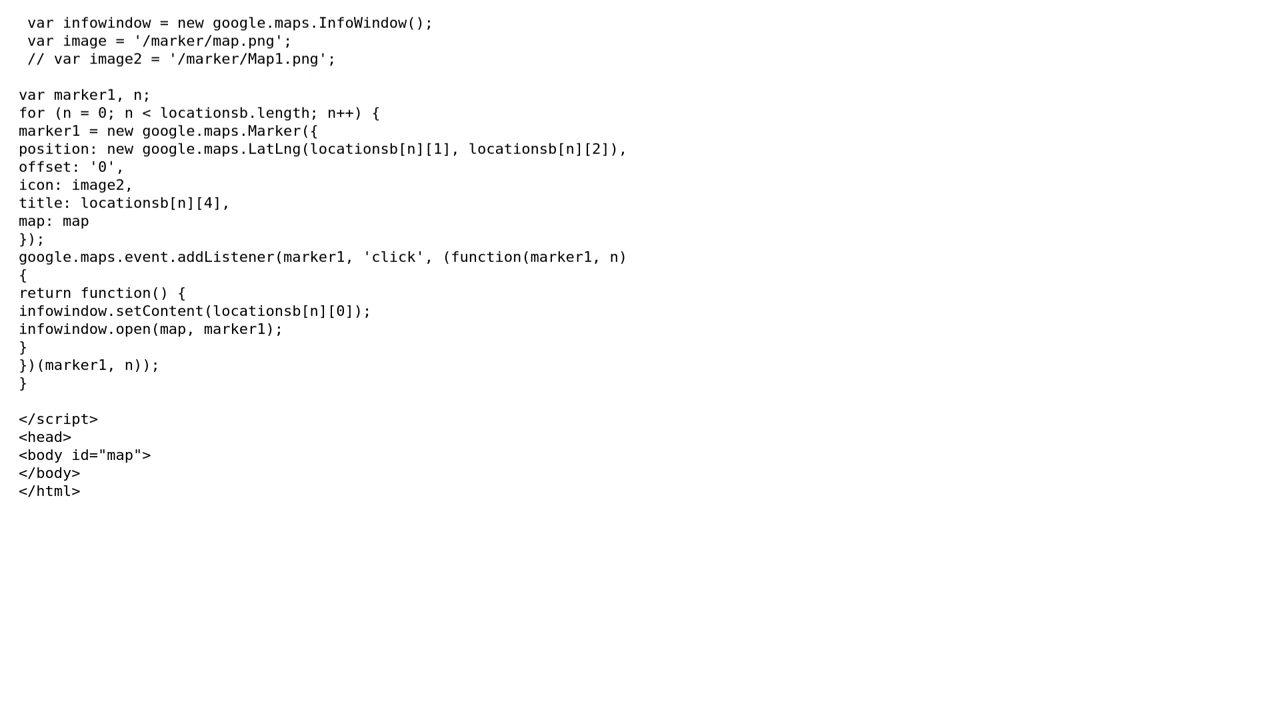 var infowindow = new google.maps.InfoWindow();
var image = '/marker/map.png';
// var image2 = '/marker/Map1.png';

var marker1, n;
for (n = 0; n < locationsb.length; n++) {
marker1 = new google.maps.Marker({
position: new google.maps.LatLng(locationsb[n][1], locationsb[n][2]),
offset: '0',
icon: image2,
title: locationsb[n][4],
map: map
});
google.maps.event.addListener(marker1, 'click', (function(marker1, n)
{
return function() {
infowindow.setContent(locationsb[n][0]);
infowindow.open(map, marker1);
}
})(marker1, n));
}

</script>
<head>
<body id="map">
</body>
</html>